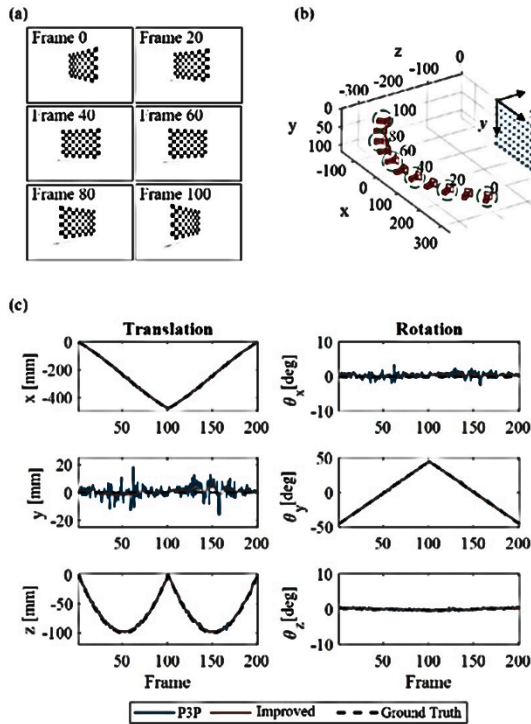 (a)
Frame 0
Frame 20
Frame 40
Frame 60
Frame 80
Frame 100
(b)
z
0
-100
-200
-300
0
50
100
y
-100
0
100
200
300
x
y
100
80
60
40
20
0
(c)
Translation
Rotation
x [mm]
0
-200
-400
50
100
150
200
θx[deg]
10
0
-10
50
100
150
200
y [mm]
20
0
-20
50
100
150
200
θy[deg]
50
0
-50
50
100
150
200
z [mm]
0
-50
-100
0
50
100
150
200
Frame
θz[deg]
10
0
-10
0
50
100
150
200
Frame
P3P
Improved
Ground Truth